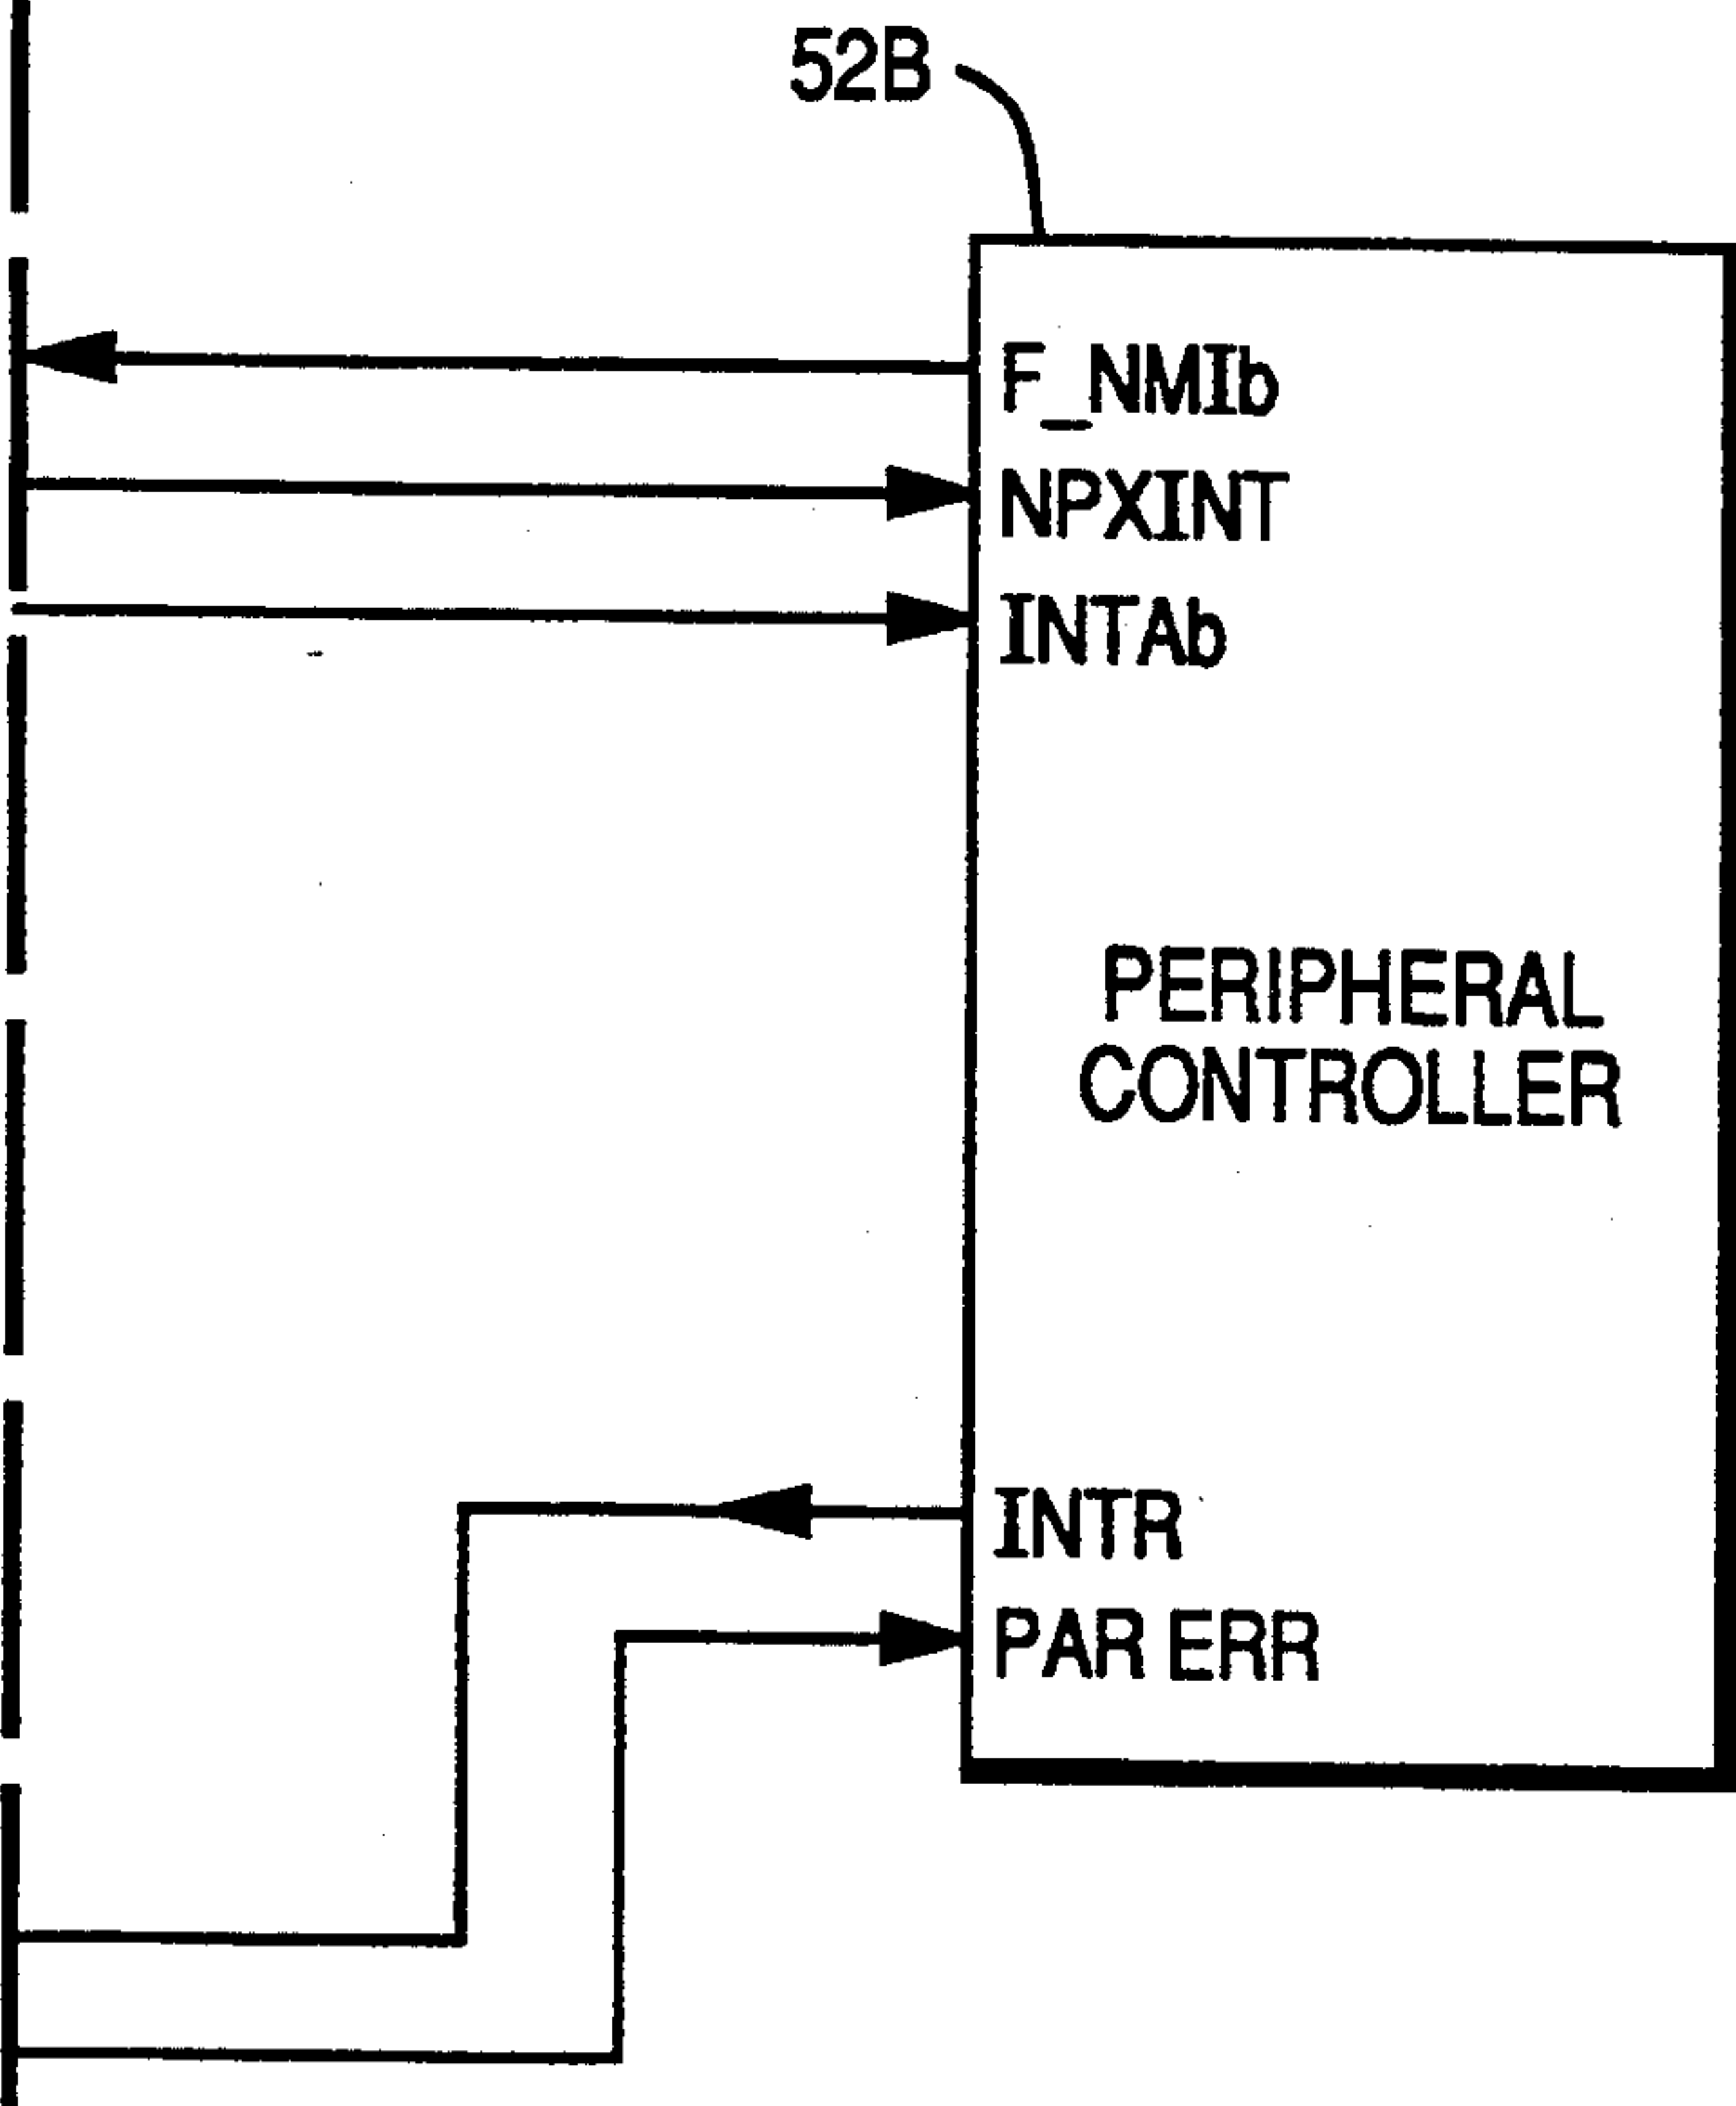 52B
F_NMIb
NPXINT
INTAb
PERIPHERAL
CONTROLLER
INTR
PAR ERR